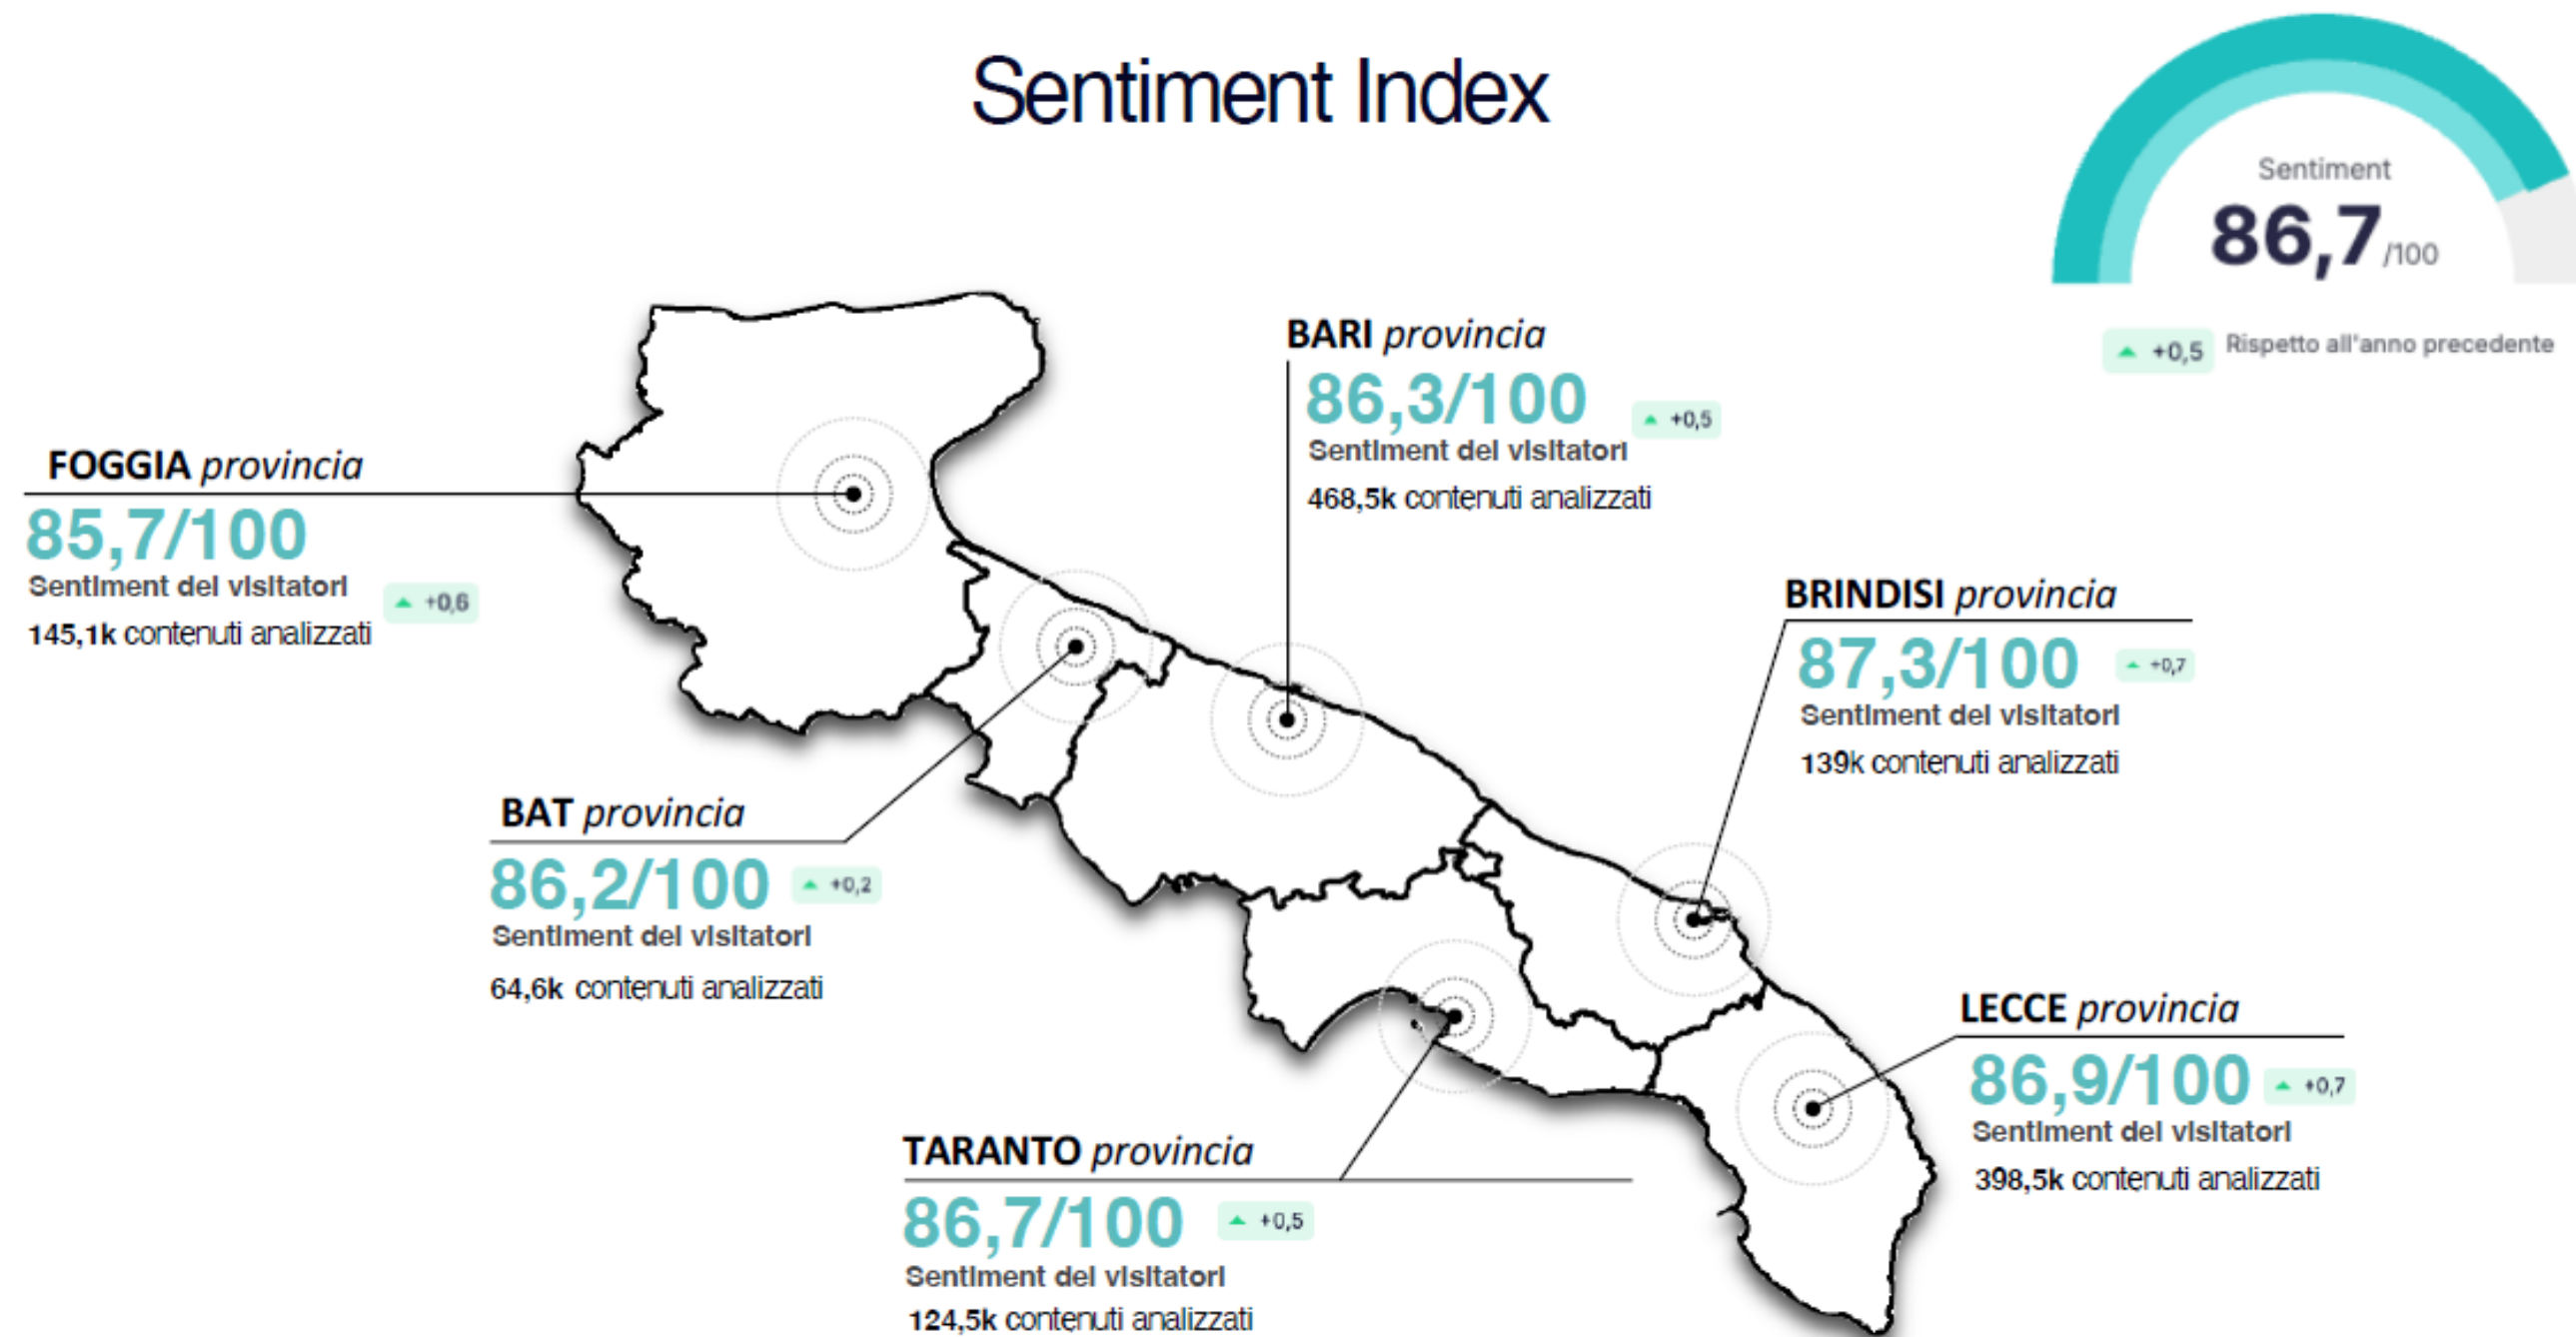 Sentiment Index
Sentiment
86,7/100
+0,5 Rispetto all'anno precedente
BARI provincia
86,3/100 +0,5
Sentiment dei visitatori
468,5k contenuti analizzati
FOGGIA provincia
85,7/100
Sentiment dei visitatori +0,6
145,1k contenuti analizzati
BRINDISI provincia
87,3/100 +0,7
Sentiment dei visitatori
139k contenuti analizzati
BAT provincia
86,2/100 +0,2
Sentiment dei visitatori
64,6k contenuti analizzati
LECCE provincia
86,9/100 +0,7
Sentiment dei visitatori
398,5k contenuti analizzati
TARANTO provincia
86,7/100 +0,5
Sentiment dei visitatori
124,5k contenuti analizzati